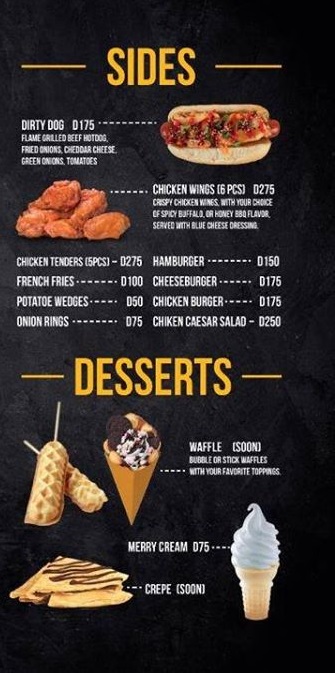 SIDES
DIRTY DOG D175
FLAME GRILLED BEEF HOTDOG,
FRIED ONIONS, CHEDDAR CHEESE,
GREEN ONIONS, TOMATOES
CHICKEN WINGS (6 PCS) D275
CRISPY CHICKEN WINGS, WITH YOUR CHOICE
OF SPICY BUFFALO, OR HONEY BBQ FLAVOR,
SERVED WITH BLUE CHEESE DRESSING.
CHICKEN TENDERS (5PCS) - D275
FRENCH FRIES ------ D100
POTATOE WEDGES ----- D50
ONION RINGS -------- D75
HAMBURGER -------- D150
CHEESEBURGER ----- D175
CHICKEN BURGER ---- D175
CHIKEN CAESAR SALAD - D250
DESSERTS
WAFFLE (SOON)
BUBBLE OR STICK WAFFLES
WITH YOUR FAVORITE TOPPINGS.
MERRY CREAM D75
CREPE (SOON)